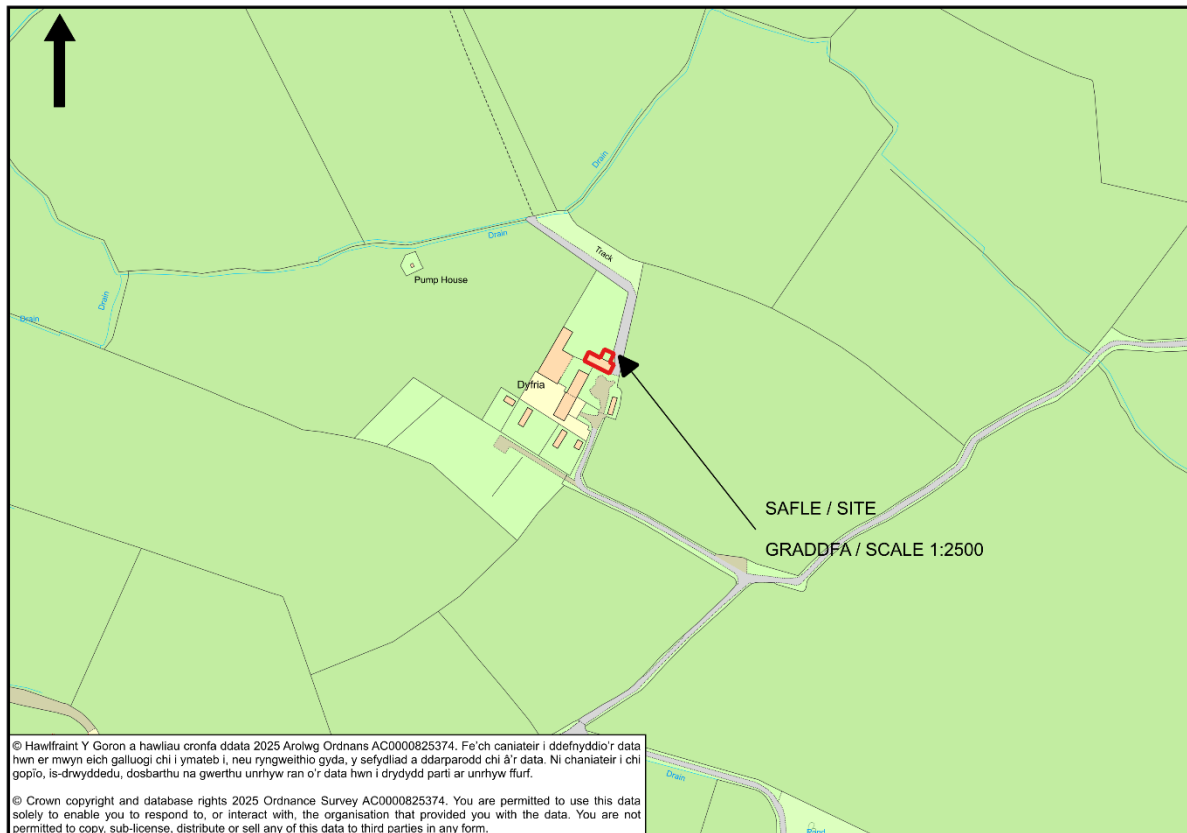 Drain
Drain
Track
Pump House
Drain
Drain
Dyfria
SAFLE / SITE
GRADDFA / SCALE 1:2500
© Hawlfraint Y Goron a hawliau cronfa ddata 2025 Arolwg Ordnans AC0000825374. Fe'ch caniateir i ddefnyddio'r data
hwn er mwyn eich galluogi chi i ymateb i, neu ryngweithio gyda, y sefydliad a ddarparodd chi â'r data. Ni chaniateir i chi
gopïo, is-drwyddedu, dosbarthu na gwerthu unrhyw ran o'r data hwn i drydydd parti ar unrhyw ffurf.
© Crown copyright and database rights 2025 Ordnance Survey AC0000825374. You are permitted to use this data
solely to enable you to respond to, or interact with, the organisation that provided you with the data. You are not
permitted to copy, sub-license, distribute or sell any of this data to third parties in any form.
Drain